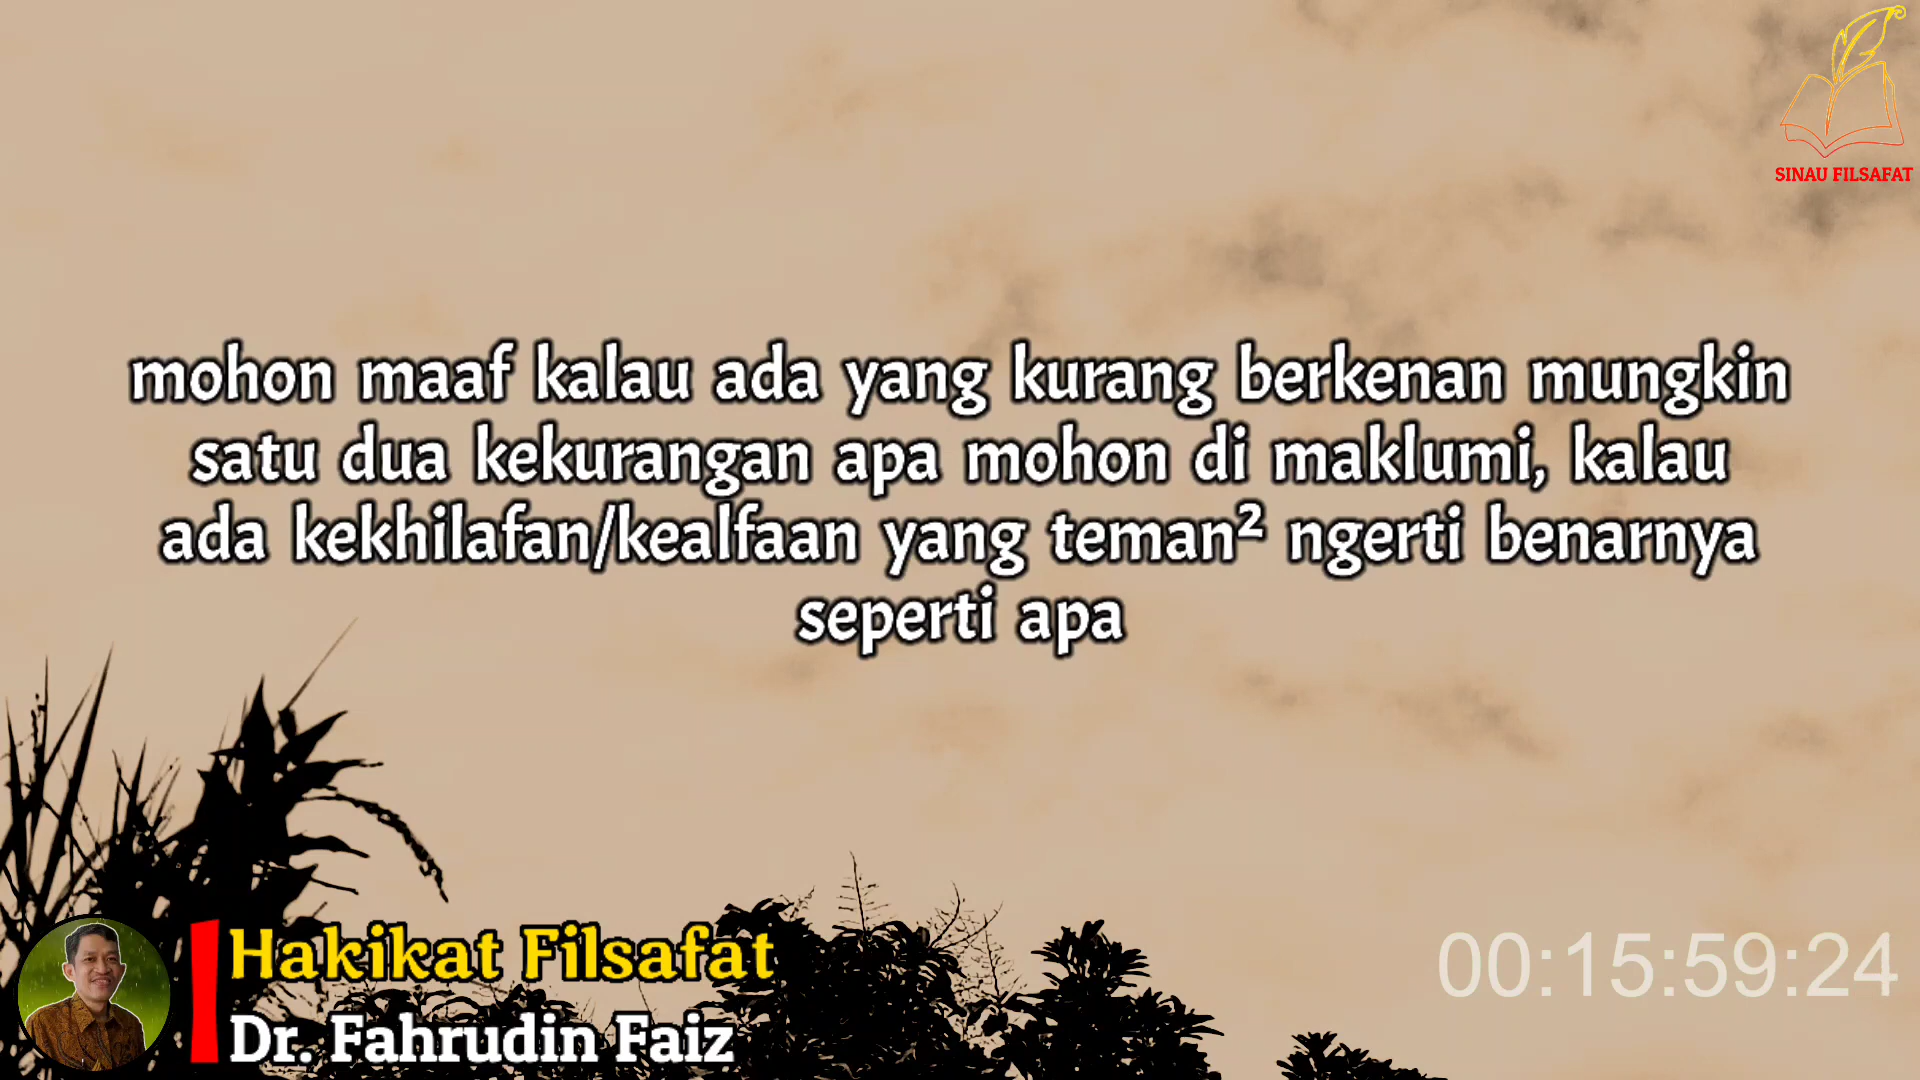 SINAU FILSAFAT
mohon maaf kalau ada yang kurang berkenan mungkin
satu dua kekurangan apa mohon di maklumi, kalau
ada kekhilafan/kealfaan yang teman² ngerti benarnya
seperti apa
Hakikat Filsafat
Dr. Fahrudin Faiz
00:15:59:24